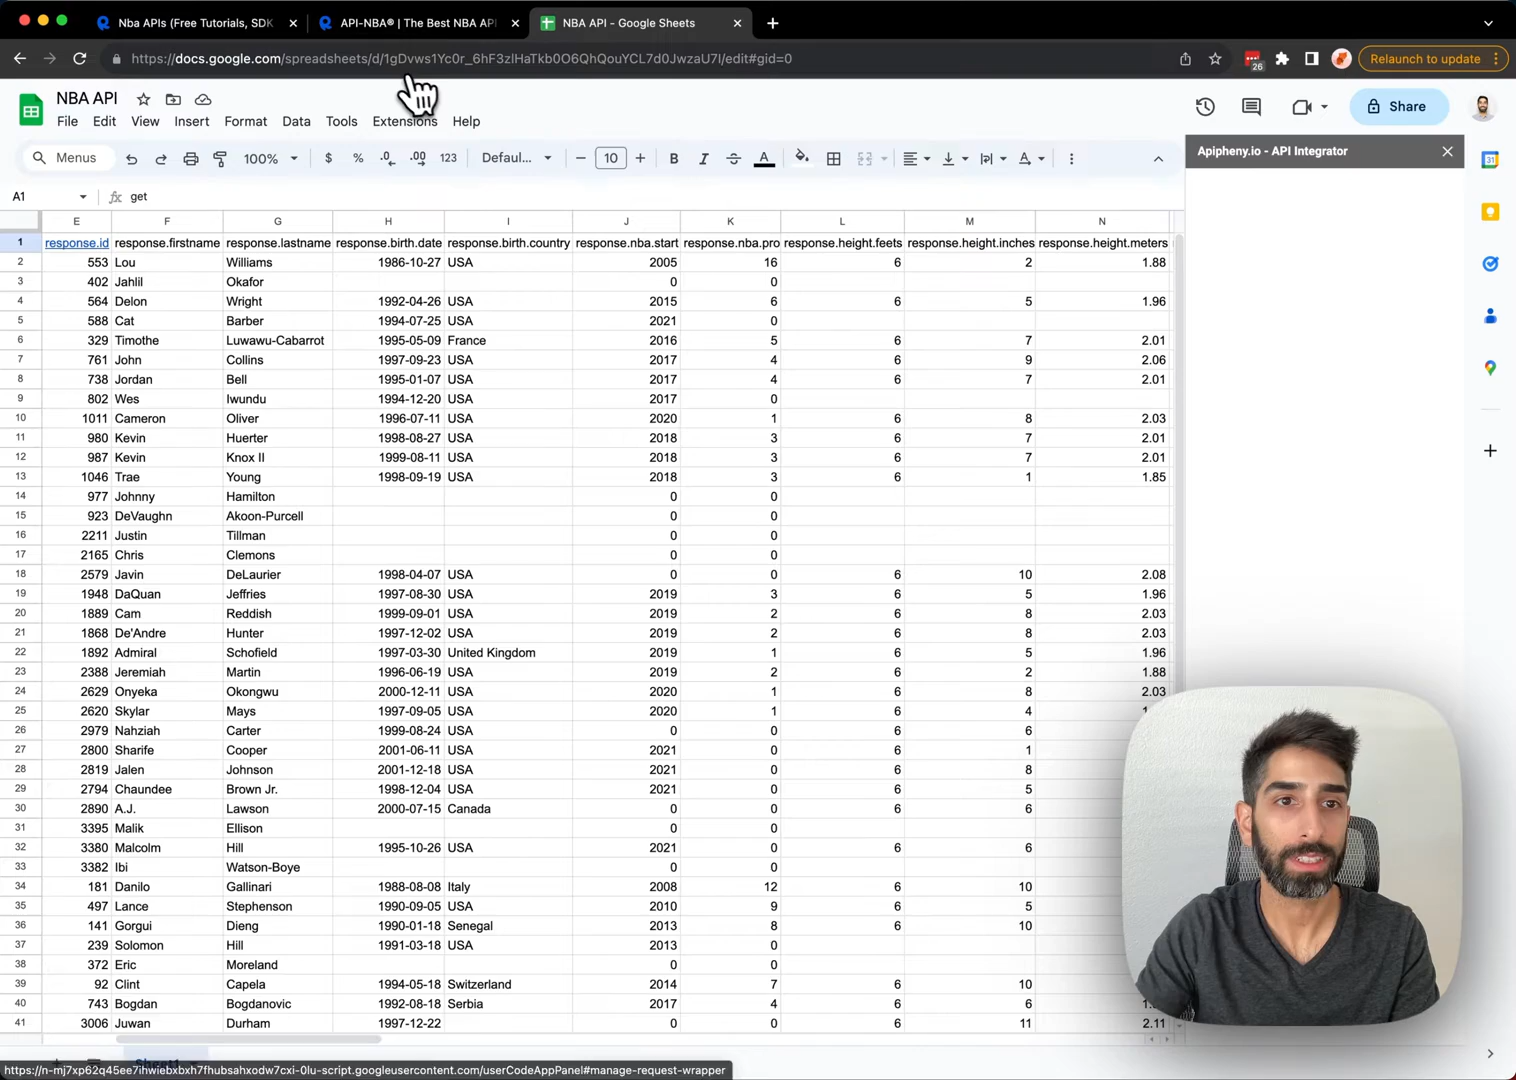 Nba APIs (Free Tutorials, SDK
API-NBA® | The Best NBA API
NBA API - Google Sheets
https://docs.google.com/spreadsheets/d/1gDvws1Yc0r_6hF3zlHaTkb0O6QhQouYCL7d0JwzaU7I/edit#gid=0
26
Relaunch to update
NBA API
File Edit View Insert Format Data Tools Extensions Help
Share
Apipheny.io - API Integrator
Menus 100% $ % .0 .00 123 Defaul... 10 B I A
31
A1 fx get
E F G H I J K L M N
1 response.id response.firstname response.lastname response.birth.date response.birth.country response.nba.start response.nba.pro response.height.feets response.height.inches response.height.meters
2 553 Lou Williams 1986-10-27 USA 2005 16 6 2 1.88
3 402 Jahlil Okafor 0 0
4 564 Delon Wright 1992-04-26 USA 2015 6 6 5 1.96
5 588 Cat Barber 1994-07-25 USA 2021 0
6 329 Timothe Luwawu-Cabarrot 1995-05-09 France 2016 5 6 7 2.01
7 761 John Collins 1997-09-23 USA 2017 4 6 9 2.06
8 738 Jordan Bell 1995-01-07 USA 2017 4 6 7 2.01
9 802 Wes Iwundu 1994-12-20 USA 2017 0
10 1011 Cameron Oliver 1996-07-11 USA 2020 1 6 8 2.03
11 980 Kevin Huerter 1998-08-27 USA 2018 3 6 7 2.01
12 987 Kevin Knox II 1999-08-11 USA 2018 3 6 7 2.01
13 1046 Trae Young 1998-09-19 USA 2018 3 6 1 1.85
14 977 Johnny Hamilton 0 0
15 923 DeVaughn Akoon-Purcell 0 0
16 2211 Justin Tillman 0 0
17 2165 Chris Clemons 0 0
18 2579 Javin DeLaurier 1998-04-07 USA 0 0 6 10 2.08
19 1948 DaQuan Jeffries 1997-08-30 USA 2019 3 6 5 1.96
20 1889 Cam Reddish 1999-09-01 USA 2019 2 6 8 2.03
21 1868 De'Andre Hunter 1997-12-02 USA 2019 2 6 8 2.03
22 1892 Admiral Schofield 1997-03-30 United Kingdom 2019 1 6 5 1.96
23 2388 Jeremiah Martin 1996-06-19 USA 2019 2 6 2 1.88
24 2629 Onyeka Okongwu 2000-12-11 USA 2020 1 6 8 2.03
25 2620 Skylar Mays 1997-09-05 USA 2020 1 6 4
26 2979 Nahziah Carter 1999-08-24 USA 0 0 6 6
27 2800 Sharife Cooper 2001-06-11 USA 2021 0 6 1
28 2819 Jalen Johnson 2001-12-18 USA 2021 0 6 8
29 2794 Chaundee Brown Jr. 1998-12-04 USA 2021 0 6 5
30 2890 A.J. Lawson 2000-07-15 Canada 0 0 6 6
31 3395 Malik Ellison 0 0
32 3380 Malcolm Hill 1995-10-26 USA 2021 0 6 6
33 3382 Ibi Watson-Boye 0 0
34 181 Danilo Gallinari 1988-08-08 Italy 2008 12 6 10
35 497 Lance Stephenson 1990-09-05 USA 2010 9 6 5
36 141 Gorgui Dieng 1990-01-18 Senegal 2013 8 6 10
37 239 Solomon Hill 1991-03-18 USA 2013 0
38 372 Eric Moreland 0 0
39 92 Clint Capela 1994-05-18 Switzerland 2014 7 6 10
40 743 Bogdan Bogdanovic 1992-08-18 Serbia 2017 4 6 6
41 3006 Juwan Durham 1997-12-22 0 0 6 11 2.11
Sheet1
https://n-mj7xp62q45ee7ihwiebxbxh7fhubsahxodw7cxi-0lu-script.googleusercontent.com/userCodeAppPanel#manage-request-wrapper